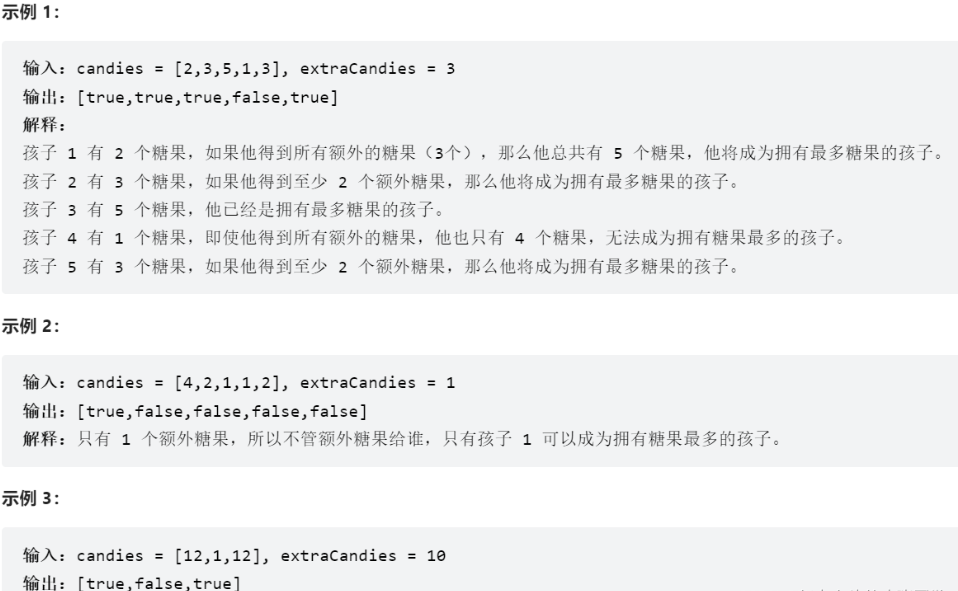 示例 1：
输入：candies = [2,3,5,1,3], extraCandies = 3
输出：[true,true,true,false,true]
解释：
孩子 1 有 2 个糖果，如果他得到所有额外的糖果（3个），那么他总共有 5 个糖果，他将成为拥有最多糖果的孩子。
孩子 2 有 3 个糖果，如果他得到至少 2 个额外糖果，那么他将成为拥有最多糖果的孩子。
孩子 3 有 5 个糖果，他已经是拥有最多糖果的孩子。
孩子 4 有 1 个糖果，即使他得到所有额外的糖果，他也只有 4 个糖果，无法成为拥有糖果最多的孩子。
孩子 5 有 3 个糖果，如果他得到至少 2 个额外糖果，那么他将成为拥有最多糖果的孩子。
示例 2：
输入：candies = [4,2,1,1,2], extraCandies = 1
输出：[true,false,false,false,false]
解释：只有 1 个额外糖果，所以不管额外糖果给谁，只有孩子 1 可以成为拥有糖果最多的孩子。
示例 3：
输入：candies = [12,1,12], extraCandies = 10
输出：[true,false,true]